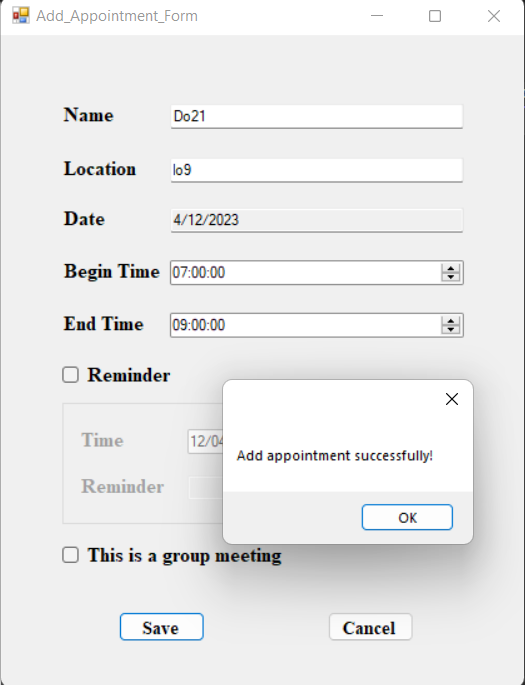 Add_Appointment_Form
Name Do21
Location lo9
Date 4/12/2023
Begin Time 07:00:00
End Time 09:00:00
Reminder
Time 12/04
Add appointment successfully!
Reminder
OK
This is a group meeting
Save Cancel